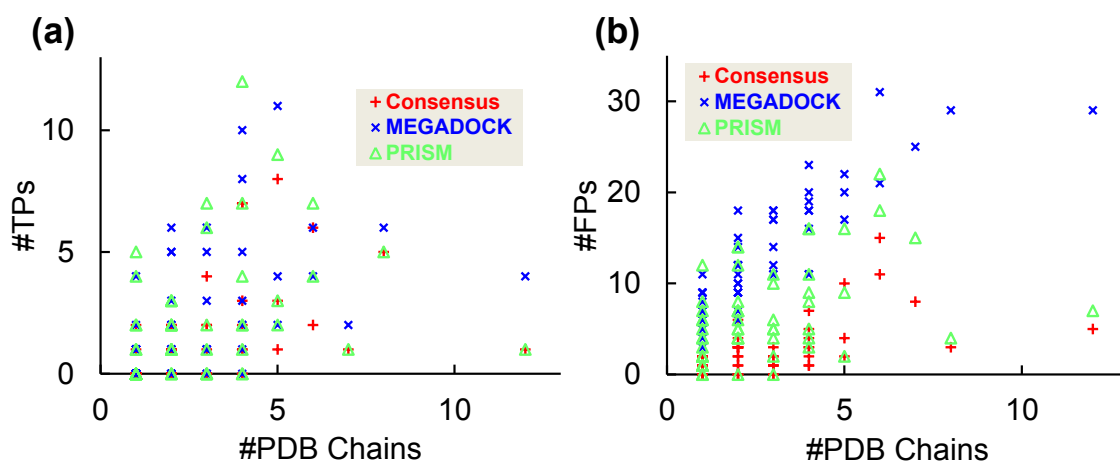 (a)
#TPs
10
5
0
Consensus
MEGADOCK
PRISM
0
5
10
#PDB Chains
(b)
#FPs
30
20
10
0
Consensus
MEGADOCK
PRISM
0
5
10
#PDB Chains